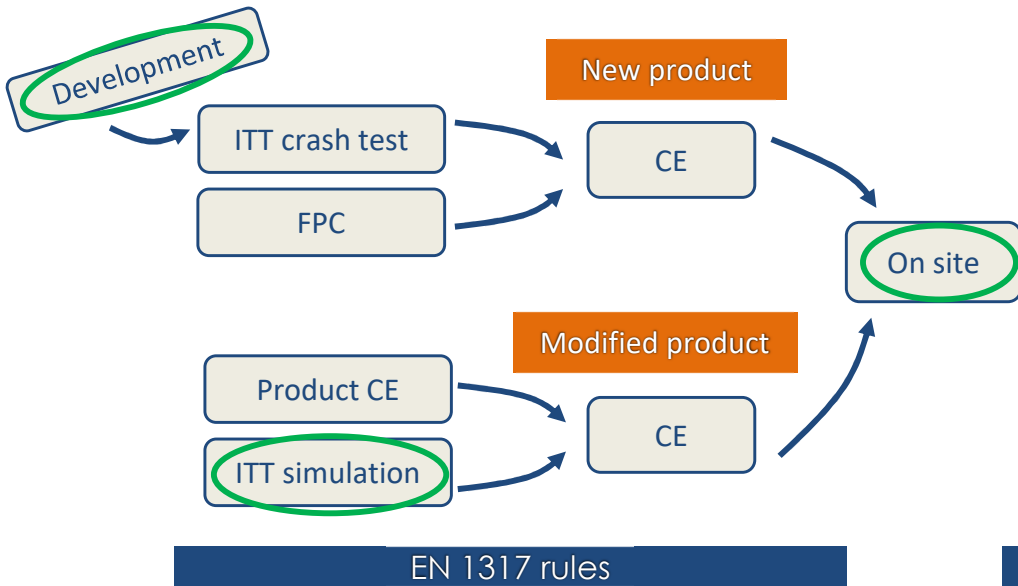 Development
New product
ITT crash test
CE
FPC
On site
Modified product
Product CE
CE
ITT simulation
EN 1317 rules